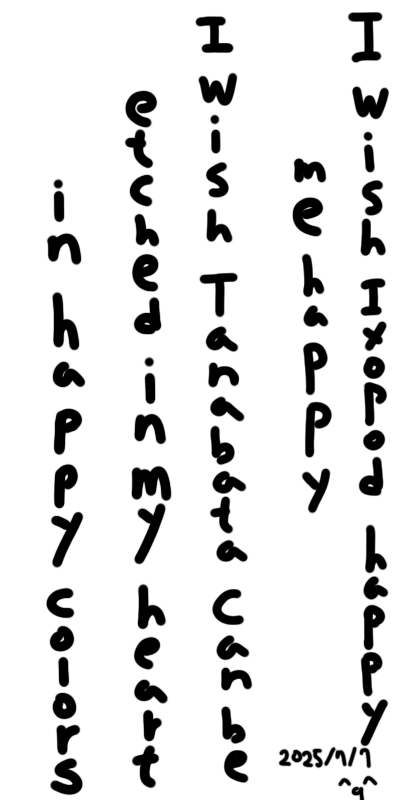 I wish Ixopod happy
me happy
I wish Tanabata Can be
etched in my heart
in happy colors
2025/7/7
^q^